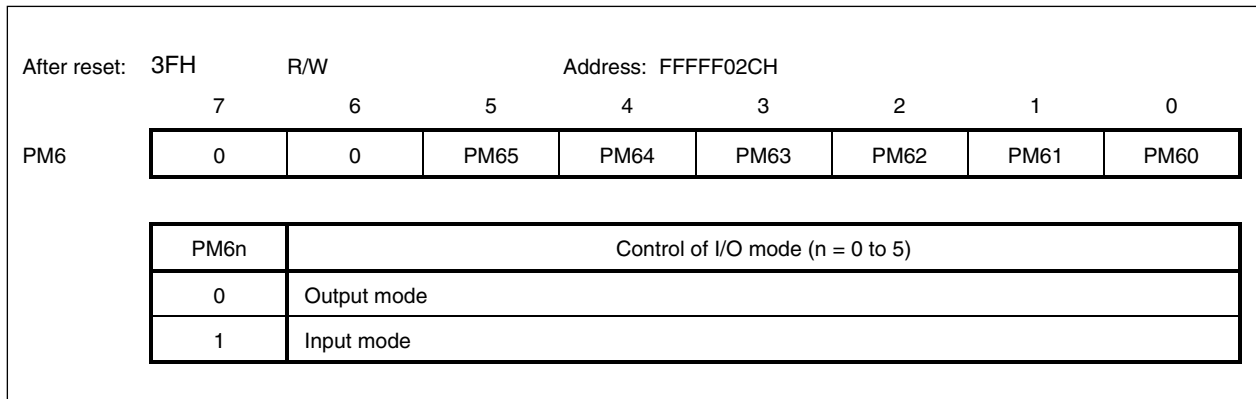 After reset: 3FH R/W Address: FFFFF02CH
7 6 5 4 3 2 1 0
PM6 0 0 PM65 PM64 PM63 PM62 PM61 PM60
PM6n Control of I/O mode (n = 0 to 5)
0 Output mode
1 Input mode